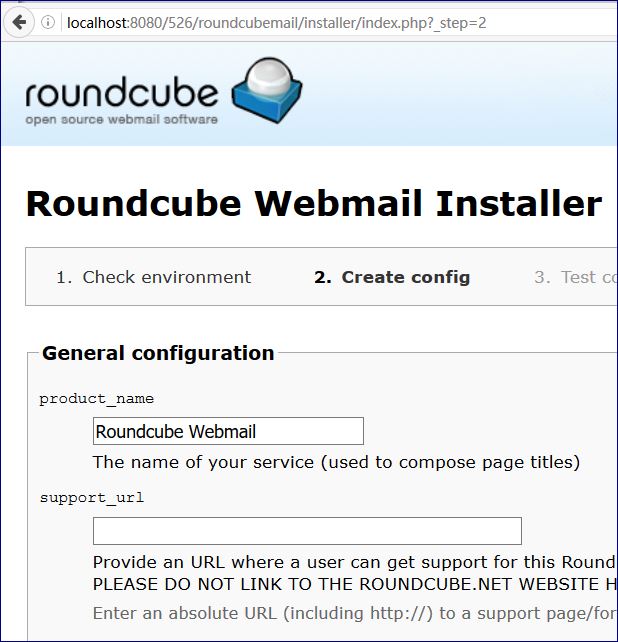 localhost:8080/526/roundcubemail/installer/index.php?_step=2
roundcube
open source webmail software
Roundcube Webmail Installer
1. Check environment 2. Create config 3. Test co
General configuration
product_name
Roundcube Webmail
The name of your service (used to compose page titles)
support_url
Provide an URL where a user can get support for this Round
PLEASE DO NOT LINK TO THE ROUNDCUBE.NET WEBSITE H
Enter an absolute URL (including http://) to a support page/for